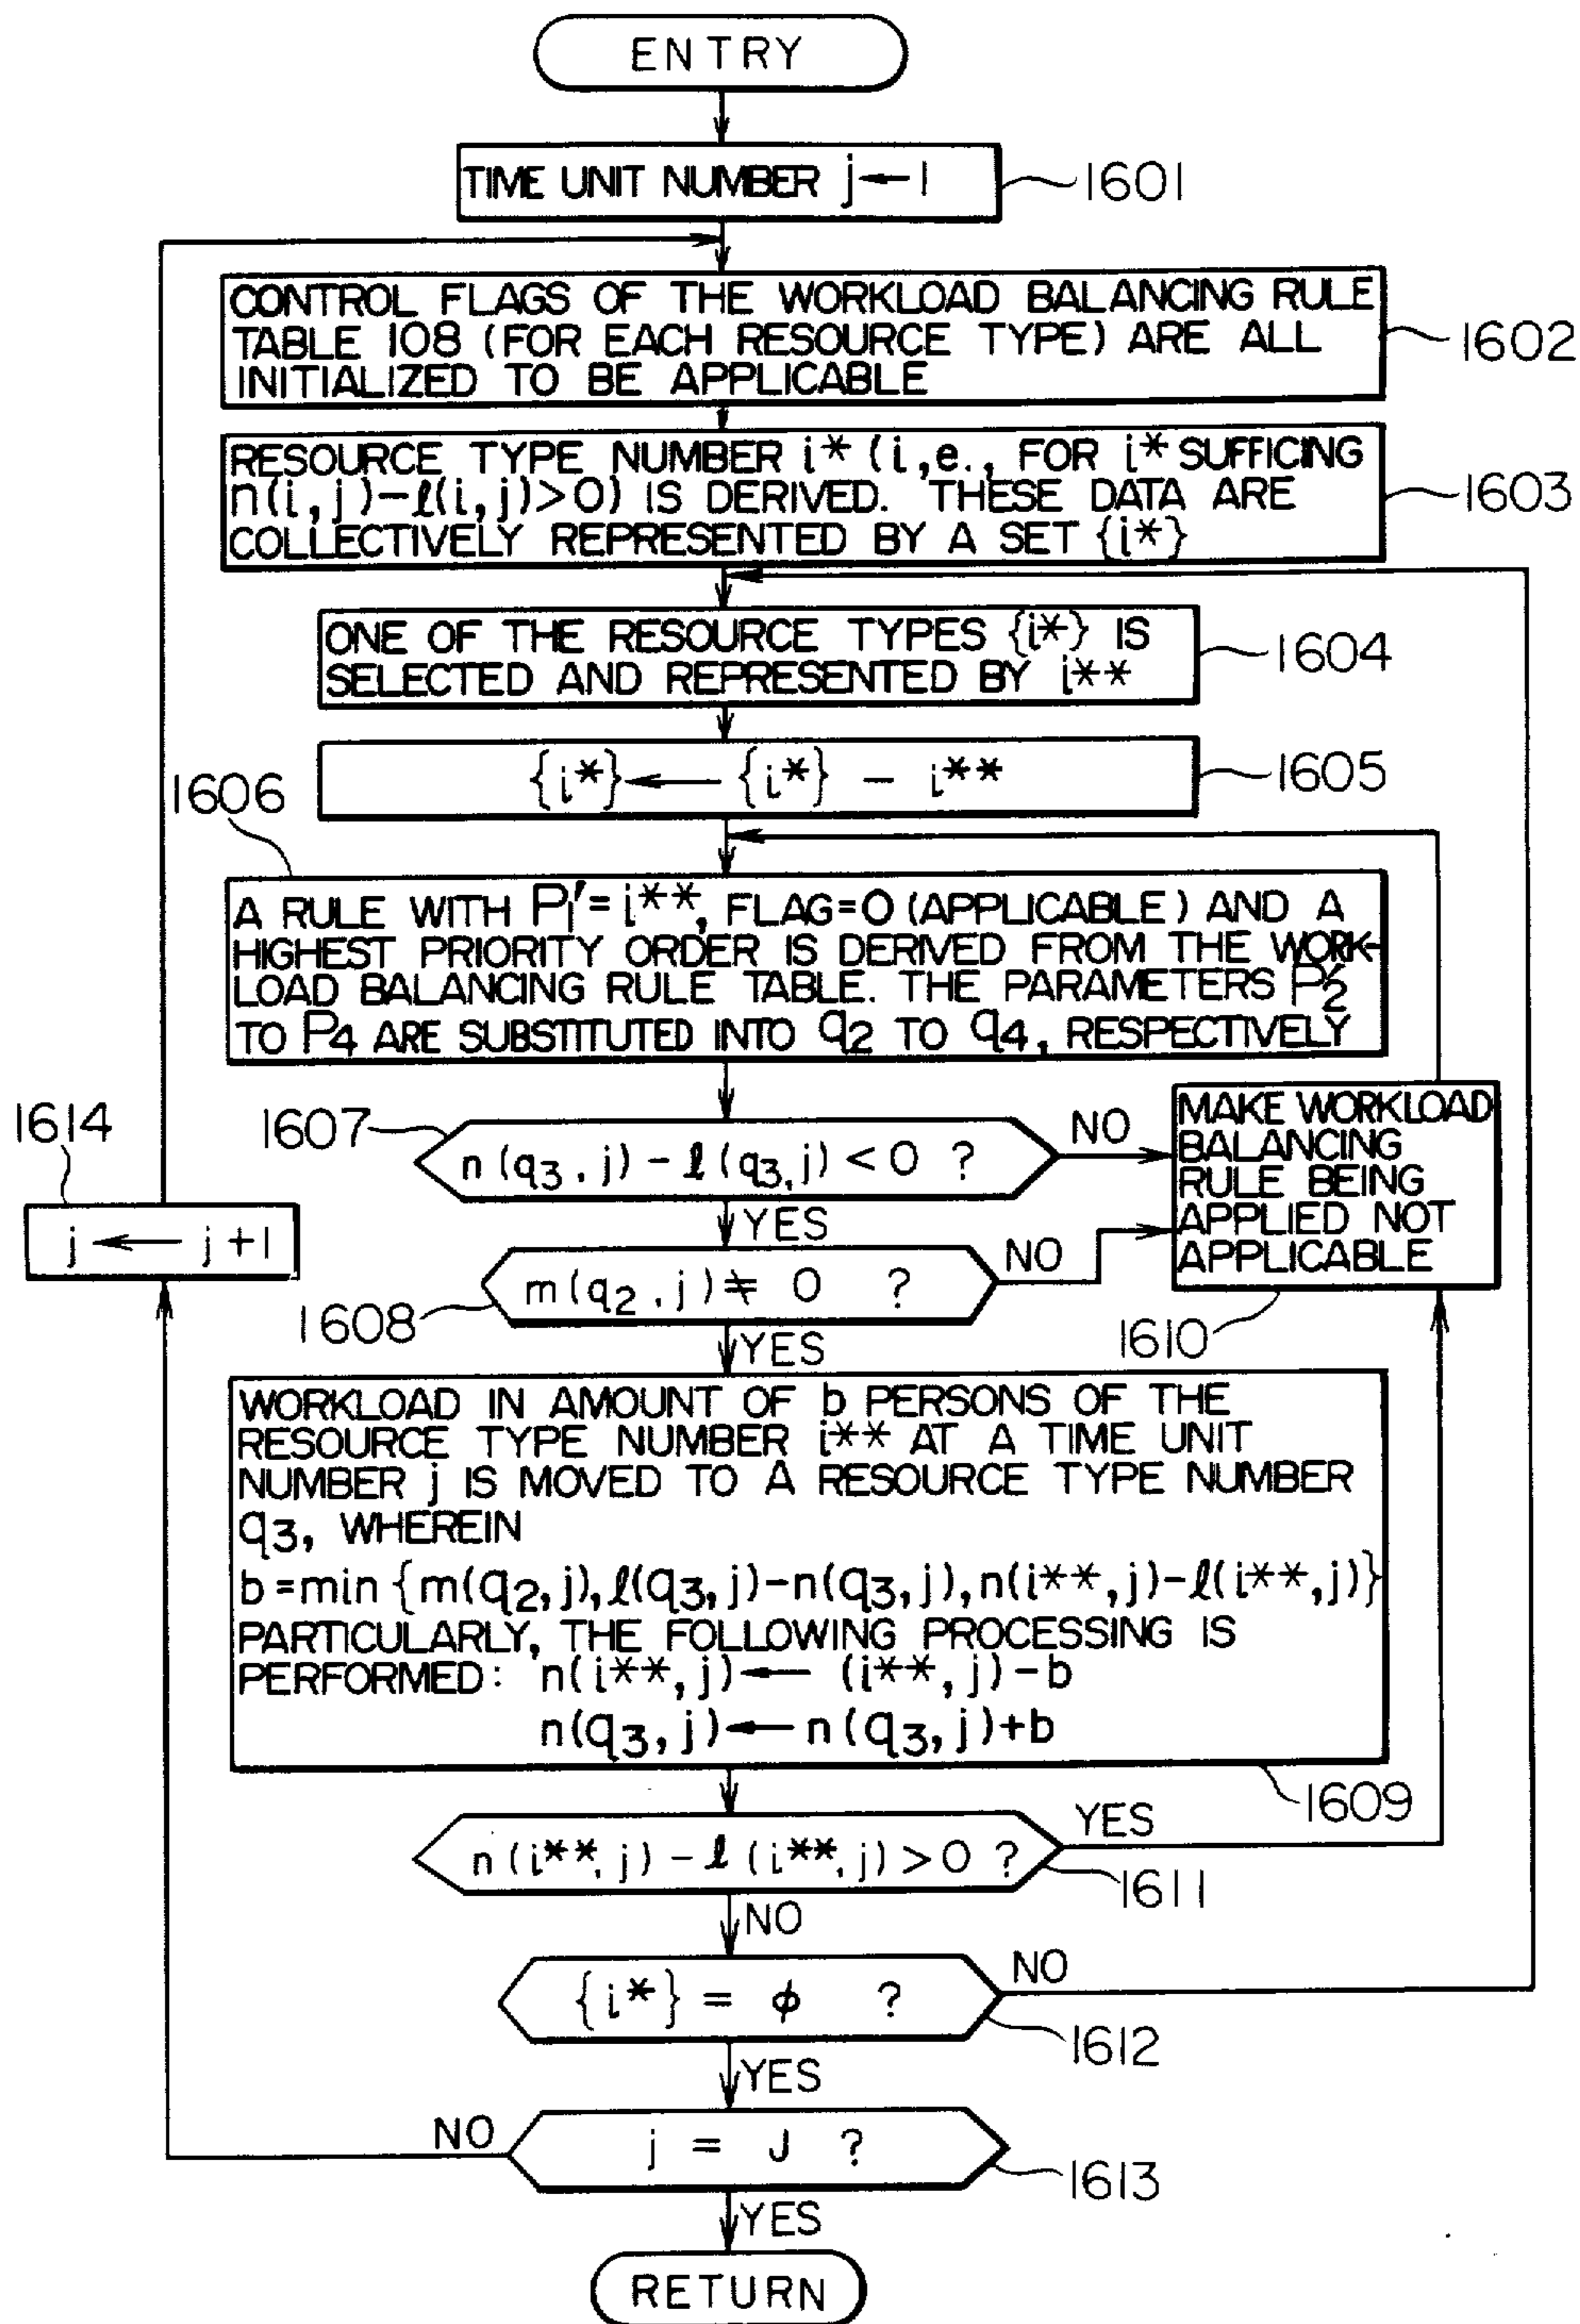 ENTRY
TIME UNIT NUMBER j←1
1601
CONTROL FLAGS OF THE WORKLOAD BALANCING RULE
TABLE 108 (FOR EACH RESOURCE TYPE) ARE ALL
INITIALIZED TO BE APPLICABLE
1602
RESOURCE TYPE NUMBER i* (i,e., FOR i* SUFFICING
n(i,j)-ℓ(i,j)>0) IS DERIVED. THESE DATA ARE
COLLECTIVELY REPRESENTED BY A SET {i*}
1603
ONE OF THE RESOURCE TYPES {i*} IS
SELECTED AND REPRESENTED BY i**
1604
{i*} ← {i*} - i**
1605
1606
A RULE WITH P1'= i**, FLAG=0 (APPLICABLE) AND A
HIGHEST PRIORITY ORDER IS DERIVED FROM THE WORK-
LOAD BALANCING RULE TABLE. THE PARAMETERS P2'
TO P4 ARE SUBSTITUTED INTO q2 TO q4, RESPECTIVELY
1607
n(q3,j)-ℓ(q3,j)<0 ?
NO
YES
MAKE WORKLOAD
BALANCING
RULE BEING
APPLIED NOT
APPLICABLE
1610
1614
j ← j+1
1608
m(q2,j)≠ 0 ?
NO
YES
WORKLOAD IN AMOUNT OF b PERSONS OF THE
RESOURCE TYPE NUMBER i** AT A TIME UNIT
NUMBER j IS MOVED TO A RESOURCE TYPE NUMBER
q3, WHEREIN
b=min {m(q2,j),ℓ(q3,j)-n(q3,j),n(i**,j)-ℓ(i**,j)}
PARTICULARLY, THE FOLLOWING PROCESSING IS
PERFORMED: n(i**,j)← (i**,j)-b
n(q3,j)← n(q3,j)+b
1609
n(i**,j)-ℓ(i**,j)>0 ?
YES
1611
NO
{i*} = φ ?
NO
1612
YES
j = J ?
NO
1613
YES
RETURN